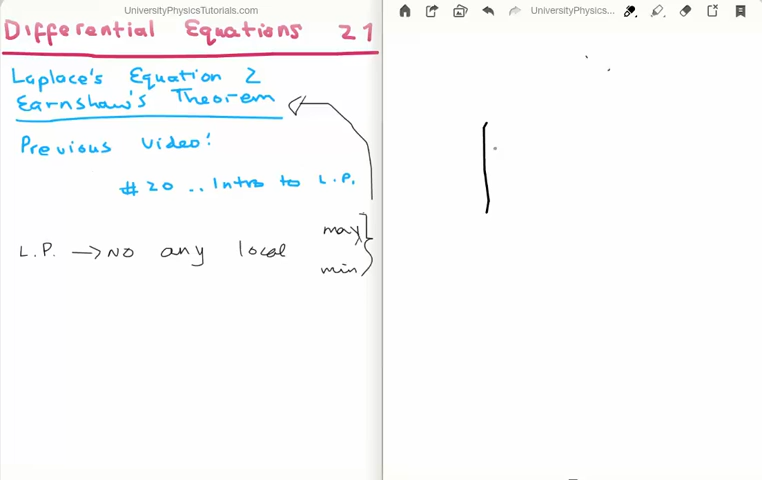 UniversityPhysicsTutorials.com
Differential Equations 21
Laplace's Equation 2
Earnshaw's Theorem
Previous video:
#20 .. Intro to L.P.
max
L.P. → No any local
min
UniversityPhysicsTutorials....